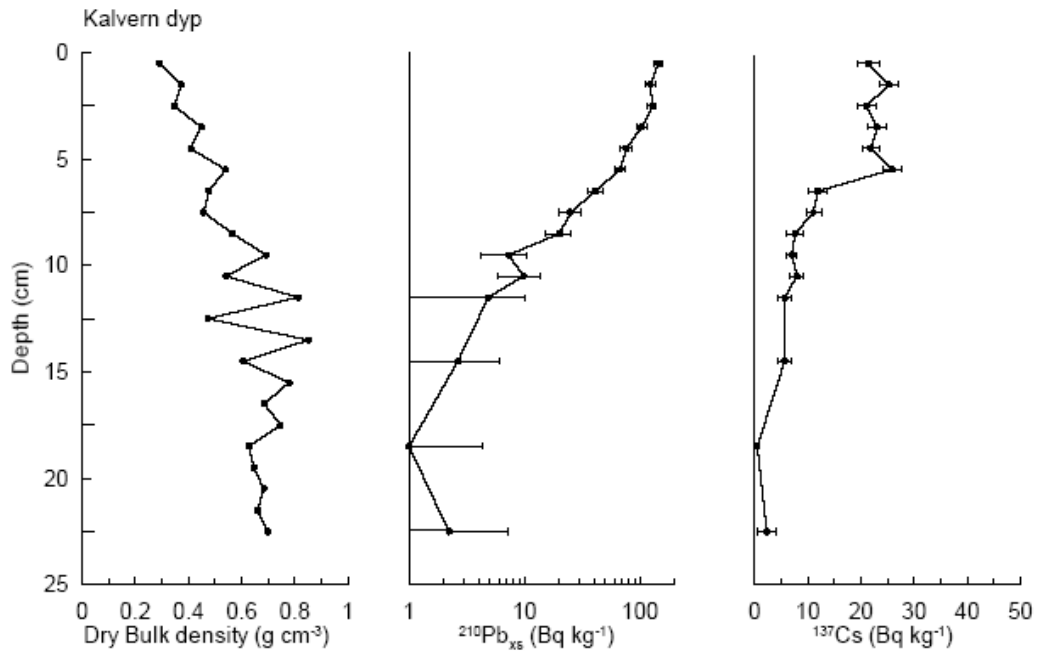 Kalvern dyp
0
5
10
15
20
25
Depth (cm)
0 0.2 0.4 0.6 0.8 1
Dry Bulk density (g cm⁻³)
1 10 100
²¹⁰Pbₓₛ (Bq kg⁻¹)
0 10 20 30 40 50
¹³⁷Cs (Bq kg⁻¹)